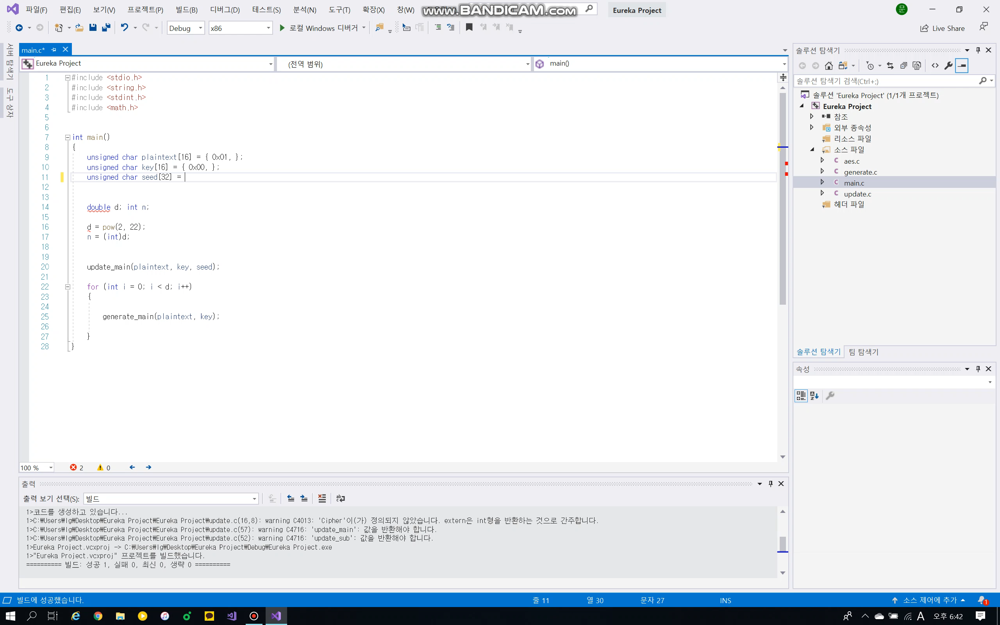 파일(F) 편집(E) 보기(V) 프로젝트(P) 빌드(B) 디버그(D) 테스트(S) 분석(N) 도구(T) 확장(X) 창(W) www.BANDICAM.com Eureka Project 문
Debug x86 로컬 Windows 디버거 Live Share
서버 탐색기
도구 상자
main.c*
Eureka Project (전역 범위) main()
1 #include <stdio.h>
2 #include <string.h>
3 #include <stdint.h>
4 #include <math.h>
5
6
7 int main()
8 {
9 unsigned char plaintext[16] = { 0x01, };
10 unsigned char key[16] = { 0x00, };
11 unsigned char seed[32] =
12
13
14 double d; int n;
15
16 d = pow(2, 22);
17 n = (int)d;
18
19
20 update_main(plaintext, key, seed);
21
22 for (int i = 0; i < d; i++)
23 {
24
25 generate_main(plaintext, key);
26
27 }
28 }
100 % 2 0
솔루션 탐색기
솔루션 탐색기 검색(Ctrl+;)
솔루션 'Eureka Project' (1/1개 프로젝트)
Eureka Project
참조
외부 종속성
리소스 파일
소스 파일
aes.c
generate.c
main.c
update.c
헤더 파일
솔루션 탐색기 팀 탐색기
속성
출력
출력 보기 선택(S): 빌드
1>코드를 생성하고 있습니다...
1>C:₩Users₩lg₩Desktop₩Eureka Project₩Eureka Project₩update.c(16,8): warning C4013: 'Cipher'이(가) 정의되지 않았습니다. extern은 int형을 반환하는 것으로 간주합니다.
1>C:₩Users₩lg₩Desktop₩Eureka Project₩Eureka Project₩update.c(57): warning C4716: 'update_main': 값을 반환해야 합니다.
1>C:₩Users₩lg₩Desktop₩Eureka Project₩Eureka Project₩update.c(52): warning C4716: 'update_sub': 값을 반환해야 합니다.
1>Eureka Project.vcxproj -> C:₩Users₩lg₩Desktop₩Eureka Project₩Debug₩Eureka Project.exe
1>"Eureka Project.vcxproj" 프로젝트를 빌드했습니다.
========== 빌드: 성공 1, 실패 0, 최신 0, 생략 0 ==========
빌드에 성공했습니다. 줄 11 열 30 문자 27 INS 소스 제어에 추가 1
A 오후 6:42